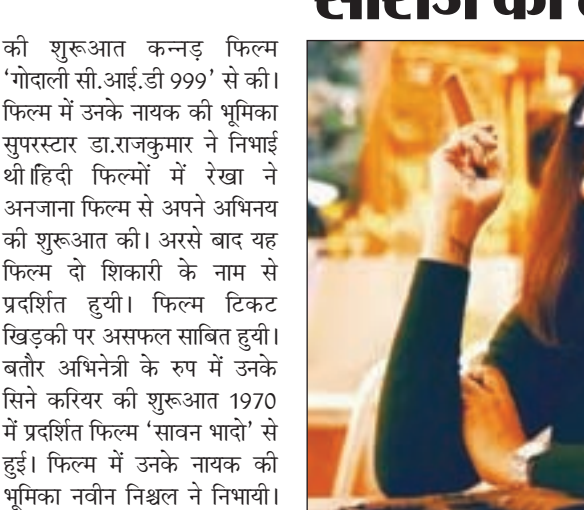 की शुरूआत कन्नड़ फिल्म
‘गोदाली सी.आई.डी 999’ से की।
फिल्म में उनके नायक की भूमिका
सुपरस्टार डा.राजकुमार ने निभाई
थी।हिंदी फिल्मों में रेखा ने
अनजाना फिल्म से अपने अभिनय
की शुरूआत की। अरसे बाद यह
फिल्म दो शिकारी के नाम से
प्रदर्शित हुयी। फिल्म टिकट
खिड़की पर असफल साबित हुयी।
बतौर अभिनेत्री के रुप में उनके
सिने करियर की शुरूआत 1970
में प्रदर्शित फिल्म ‘सावन भादो’ से
हुई। फिल्म में उनके नायक की
भूमिका नवीन निश्चल ने निभायी।